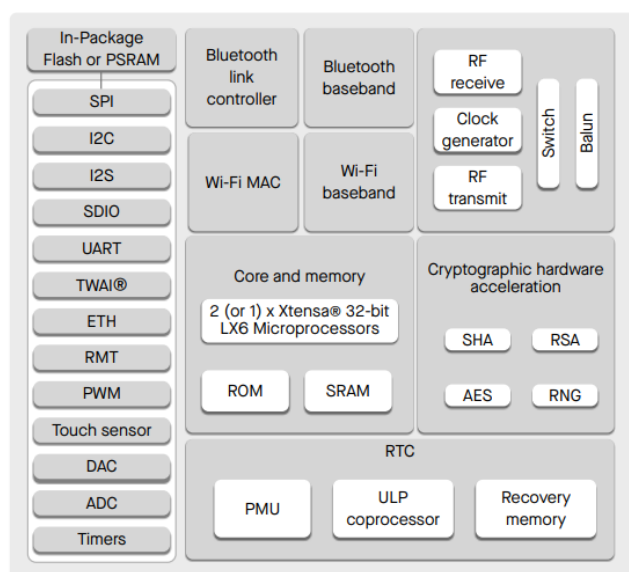 In-Package
Flash or PSRAM
SPI
I2C
I2S
SDIO
UART
TWAI®
ETH
RMT
PWM
Touch sensor
DAC
ADC
Timers
Bluetooth
link
controller
Bluetooth
baseband
Wi-Fi MAC
Wi-Fi
baseband
RF
receive
Clock
generator
RF
transmit
Switch
Balun
Core and memory
2 (or 1) x Xtensa® 32-bit
LX6 Microprocessors
ROM
SRAM
Cryptographic hardware
acceleration
SHA
RSA
AES
RNG
RTC
PMU
ULP
coprocessor
Recovery
memory